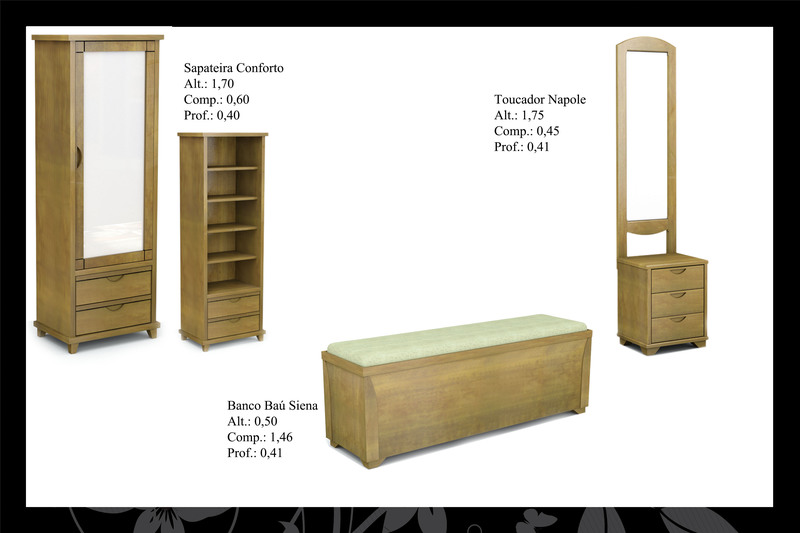 Sapateira Conforto
Alt.: 1,70
Comp.: 0,60
Prof.: 0,40
Toucador Napole
Alt.: 1,75
Comp.: 0,45
Prof.: 0,41
Banco Baú Siena
Alt.: 0,50
Comp.: 1,46
Prof.: 0,41